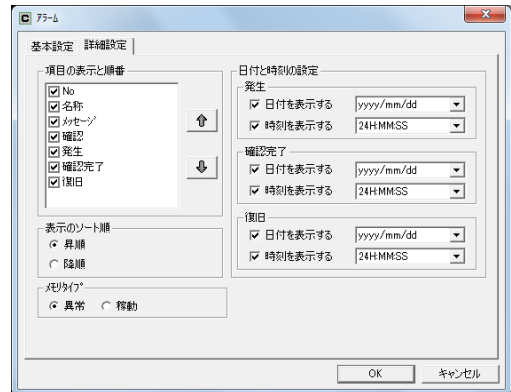 アラーム
基本設定 詳細設定
項目の表示と順番
No
名称
メッセージ
確認
発生
確認完了
復旧
表示のソート順
昇順
降順
メモリタイプ
異常 稼動
日付と時刻の設定
発生
日付を表示する yyyy/mm/dd
時刻を表示する 24H:MM:SS
確認完了
日付を表示する yyyy/mm/dd
時刻を表示する 24H:MM:SS
復旧
日付を表示する yyyy/mm/dd
時刻を表示する 24H:MM:SS
OK キャンセル